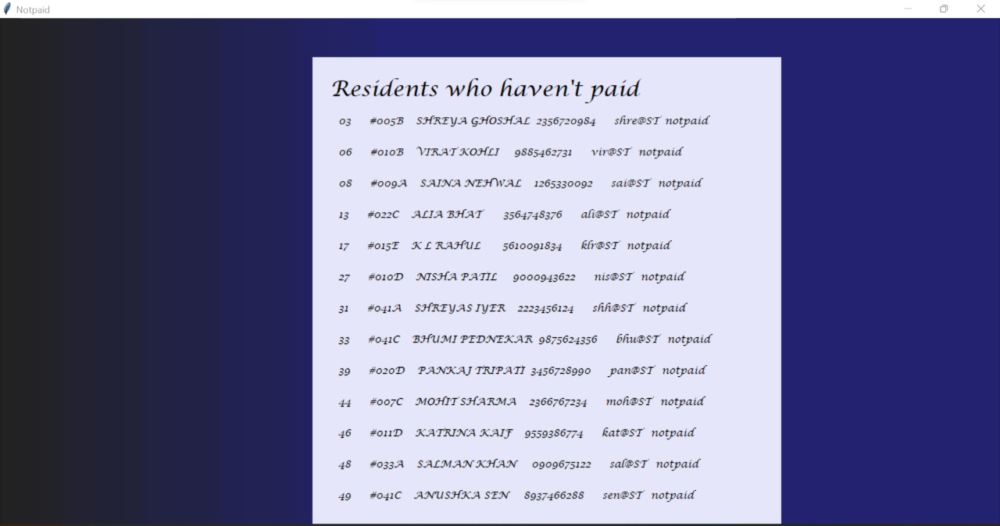 Notpaid
Residents who haven't paid
03 #005B SHREYA GHOSHAL 2356720984 shre@ST notpaid
06 #010B VIRAT KOHLI 9885462731 vir@ST notpaid
08 #009A SAINA NEHWAL 1265330092 sai@ST notpaid
13 #022C ALIA BHAT 3564748376 ali@ST notpaid
17 #015E K L RAHUL 5610091834 klr@ST notpaid
27 #010D NISHA PATIL 9000943622 nis@ST notpaid
31 #041A SHREYAS IYER 2223456124 shh@ST notpaid
33 #041C BHUMI PEDNEKAR 9875624356 bhu@ST notpaid
39 #020D PANKAJ TRIPATI 3456728990 pan@ST notpaid
44 #007C MOHIT SHARMA 2366767234 moh@ST notpaid
46 #011D KATRINA KAIF 9559386774 kat@ST notpaid
48 #033A SALMAN KHAN 0909675122 sal@ST notpaid
49 #041C ANUSHKA SEN 8937466288 sen@ST notpaid